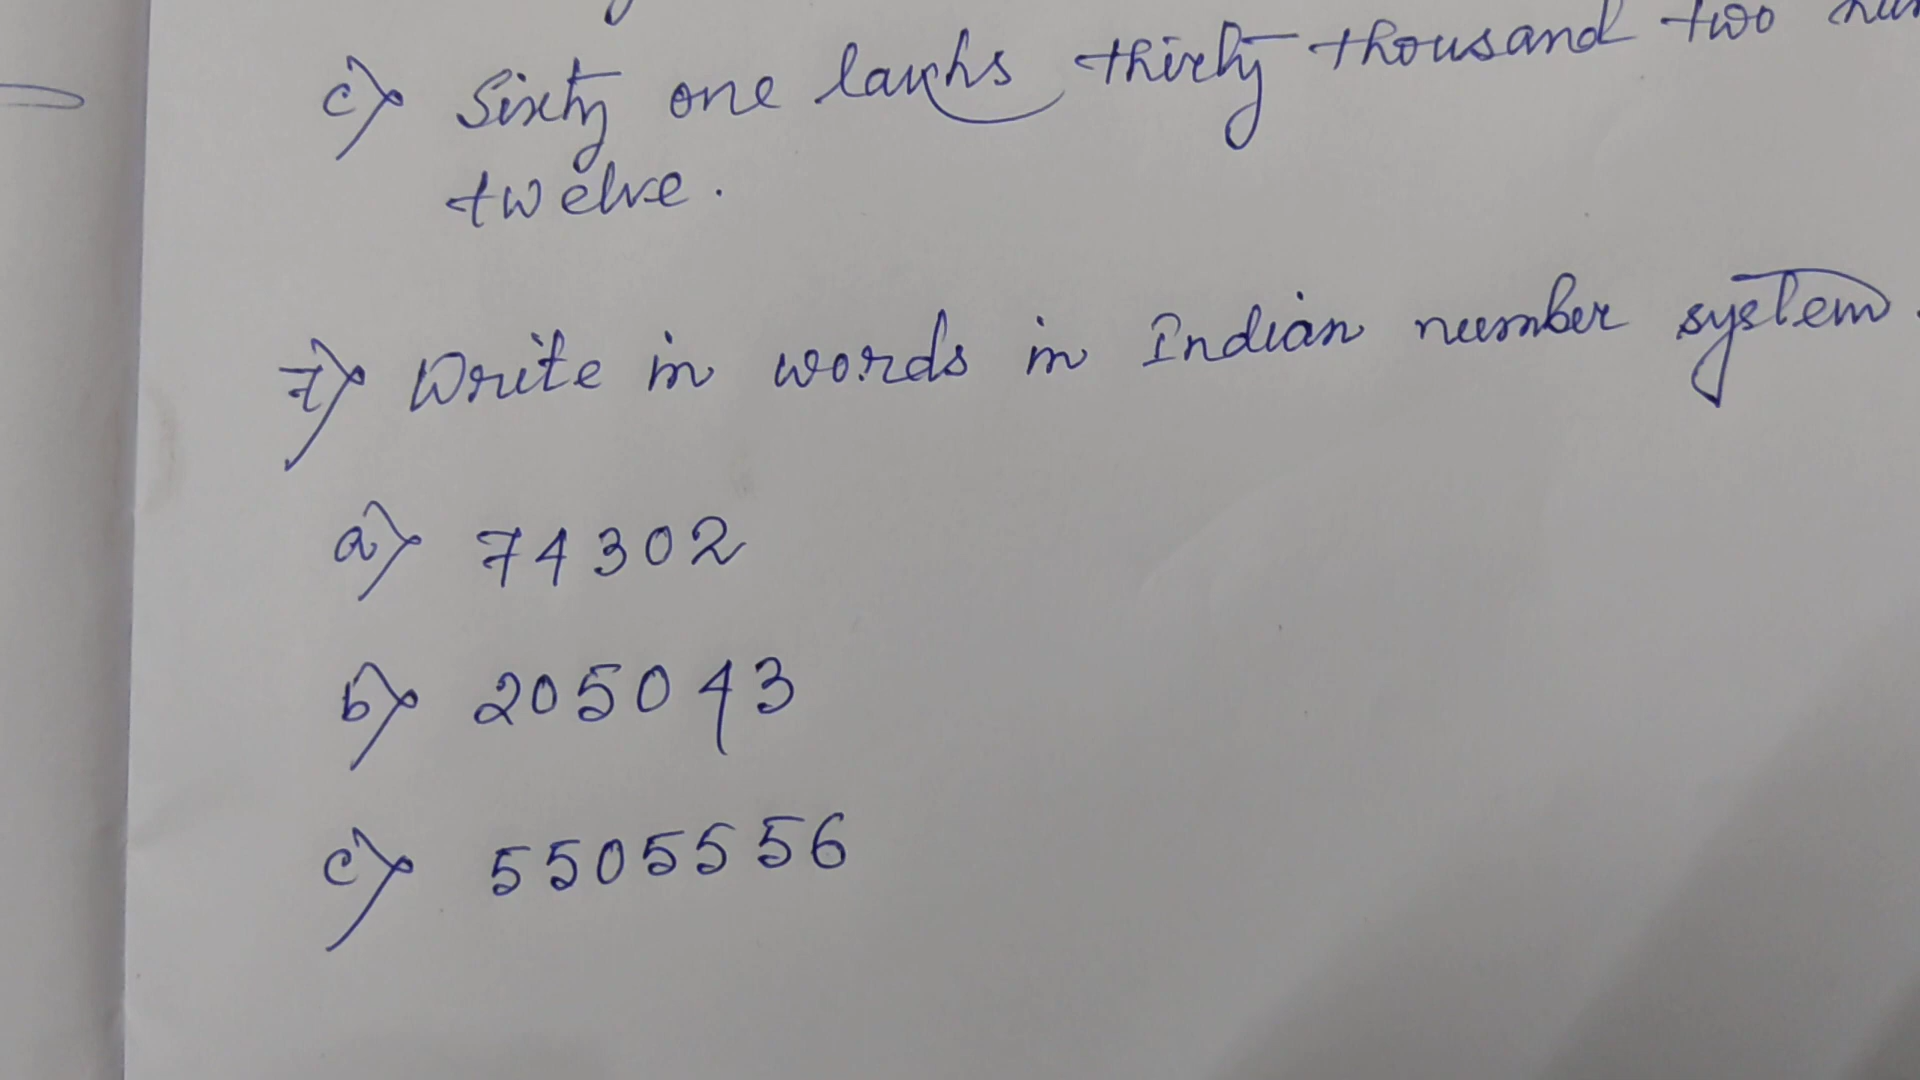 c) Sixty one lakhs thirty thousand two
twelve.
7) Write in words in Indian number system.
a) 74302
b) 205043
c) 5505556